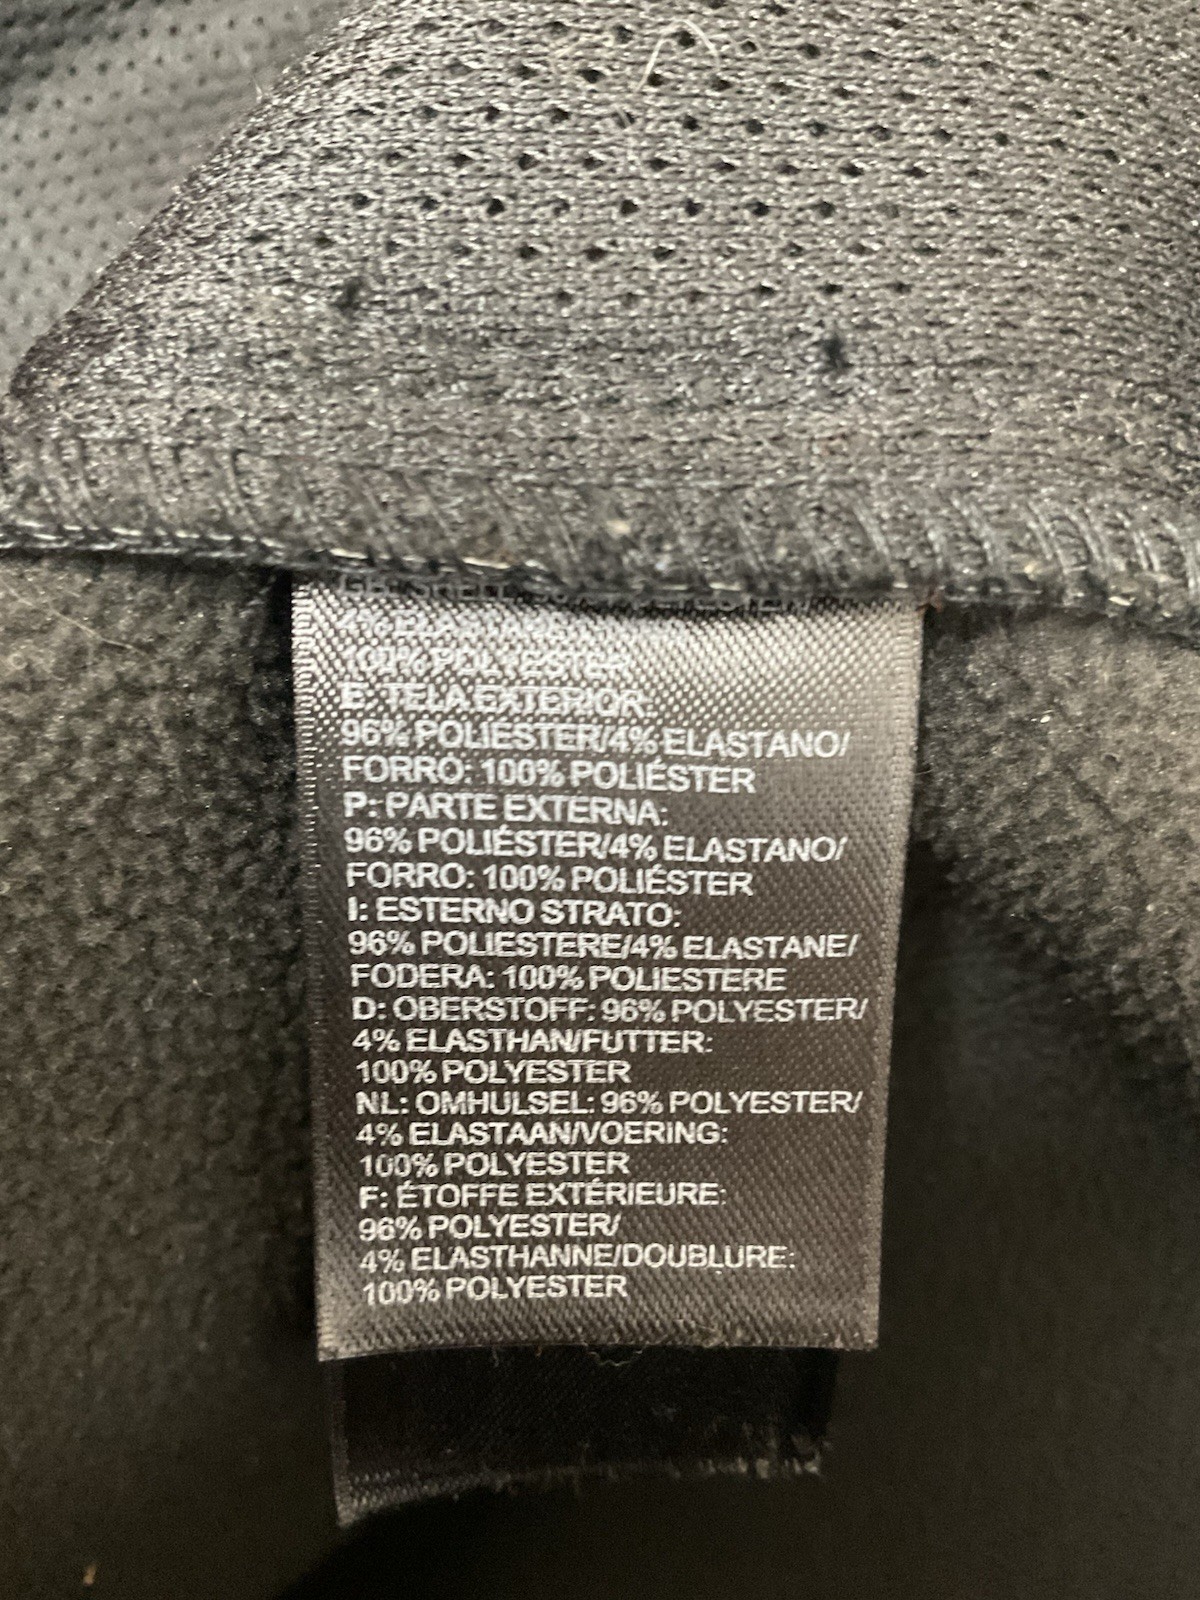 4% ELASTANE
100% POLYESTER
E: TELA EXTERIOR:
96% POLIESTER/4% ELASTANO/
FORRO: 100% POLIÉSTER
P: PARTE EXTERNA:
96% POLIÉSTER/4% ELASTANO/
FORRO: 100% POLIÉSTER
I: ESTERNO STRATO:
96% POLIESTERE/4% ELASTANE/
FODERA: 100% POLIESTERE
D: OBERSTOFF: 96% POLYESTER/
4% ELASTHAN/FUTTER:
100% POLYESTER
NL: OMHULSEL: 96% POLYESTER/
4% ELASTAAN/VOERING:
100% POLYESTER
F: ÉTOFFE EXTÉRIEURE:
96% POLYESTER/
4% ELASTHANNE/DOUBLURE:
100% POLYESTER